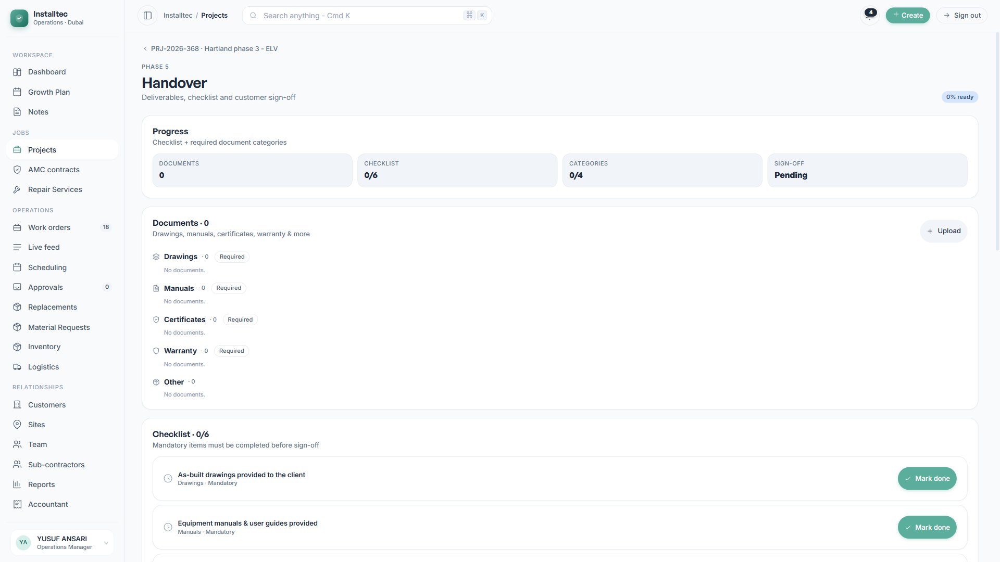 Installtec
Operations · Dubai
WORKSPACE
Dashboard
Growth Plan
Notes
JOBS
Projects
AMC contracts
Repair Services
OPERATIONS
Work orders 18
Live feed
Scheduling
Approvals 0
Replacements
Material Requests
Inventory
Logistics
RELATIONSHIPS
Customers
Sites
Team
Sub-contractors
Reports
Accountant
YA
YUSUF ANSARI
Operations Manager
Installtec / Projects
Search anything - Cmd K
⌘ K
4
+ Create
Sign out
PRJ-2026-368 · Hartland phase 3 - ELV
PHASE 5
Handover
Deliverables, checklist and customer sign-off
0% ready
Progress
Checklist + required document categories
DOCUMENTS
0
CHECKLIST
0/6
CATEGORIES
0/4
SIGN-OFF
Pending
Documents · 0
Drawings, manuals, certificates, warranty & more
+ Upload
Drawings · 0 Required
No documents.
Manuals · 0 Required
No documents.
Certificates · 0 Required
No documents.
Warranty · 0 Required
No documents.
Other · 0
No documents.
Checklist · 0/6
Mandatory items must be completed before sign-off
As-built drawings provided to the client
Drawings · Mandatory
Mark done
Equipment manuals & user guides provided
Manuals · Mandatory
Mark done